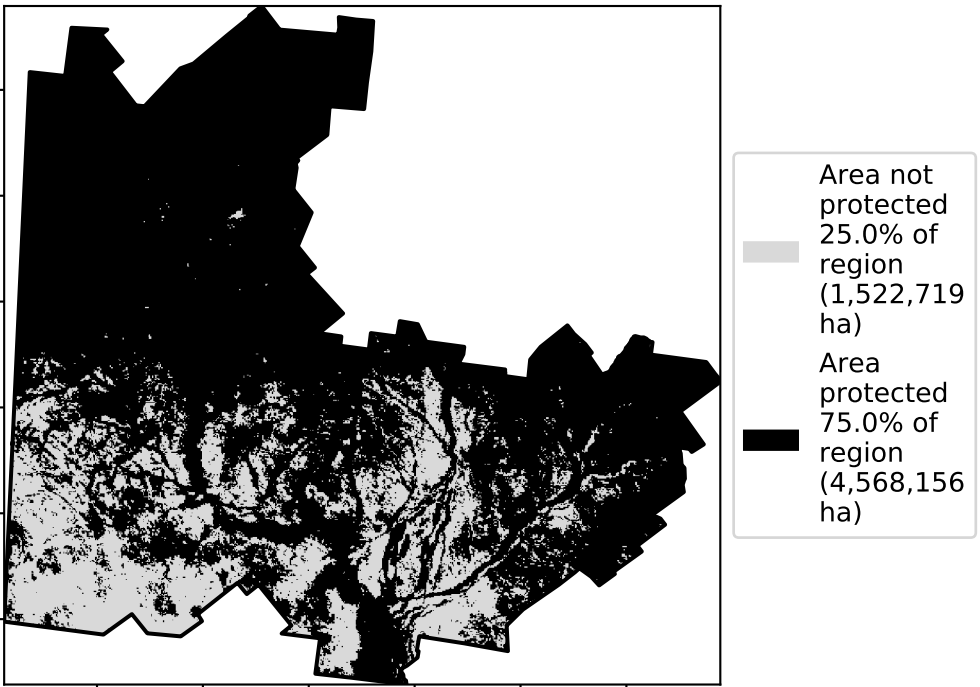 Area not
protected
25.0% of
region
(1,522,719
ha)
Area
protected
75.0% of
region
(4,568,156
ha)